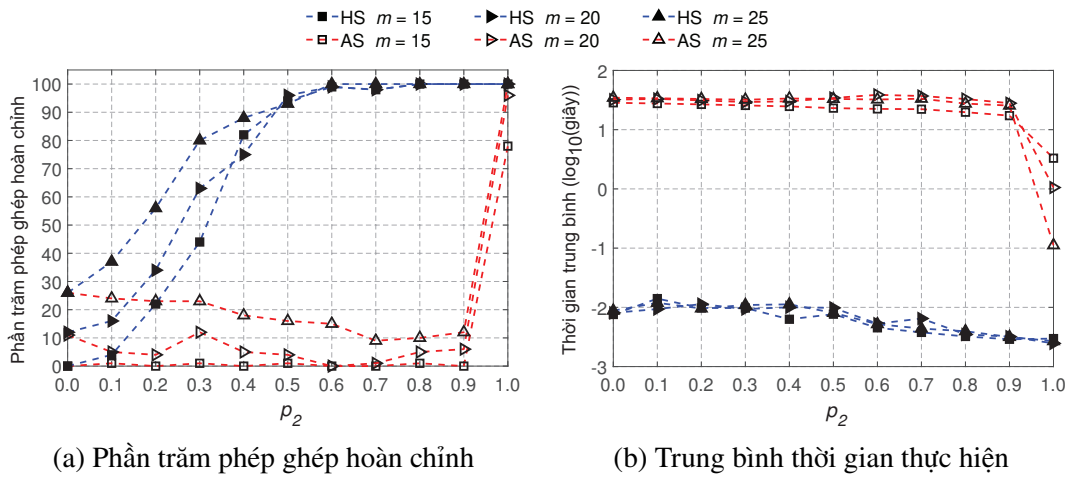 HS m = 15 HS m = 20 HS m = 25
AS m = 15 AS m = 20 AS m = 25
Phần trăm phép ghép hoàn chỉnh
100
90
80
70
60
50
40
30
20
10
0
0.0 0.1 0.2 0.3 0.4 0.5 0.6 0.7 0.8 0.9 1.0
p2
(a) Phần trăm phép ghép hoàn chỉnh
Thời gian trung bình (log10(giây))
2
1
0
-1
-2
-3
0.0 0.1 0.2 0.3 0.4 0.5 0.6 0.7 0.8 0.9 1.0
p2
(b) Trung bình thời gian thực hiện